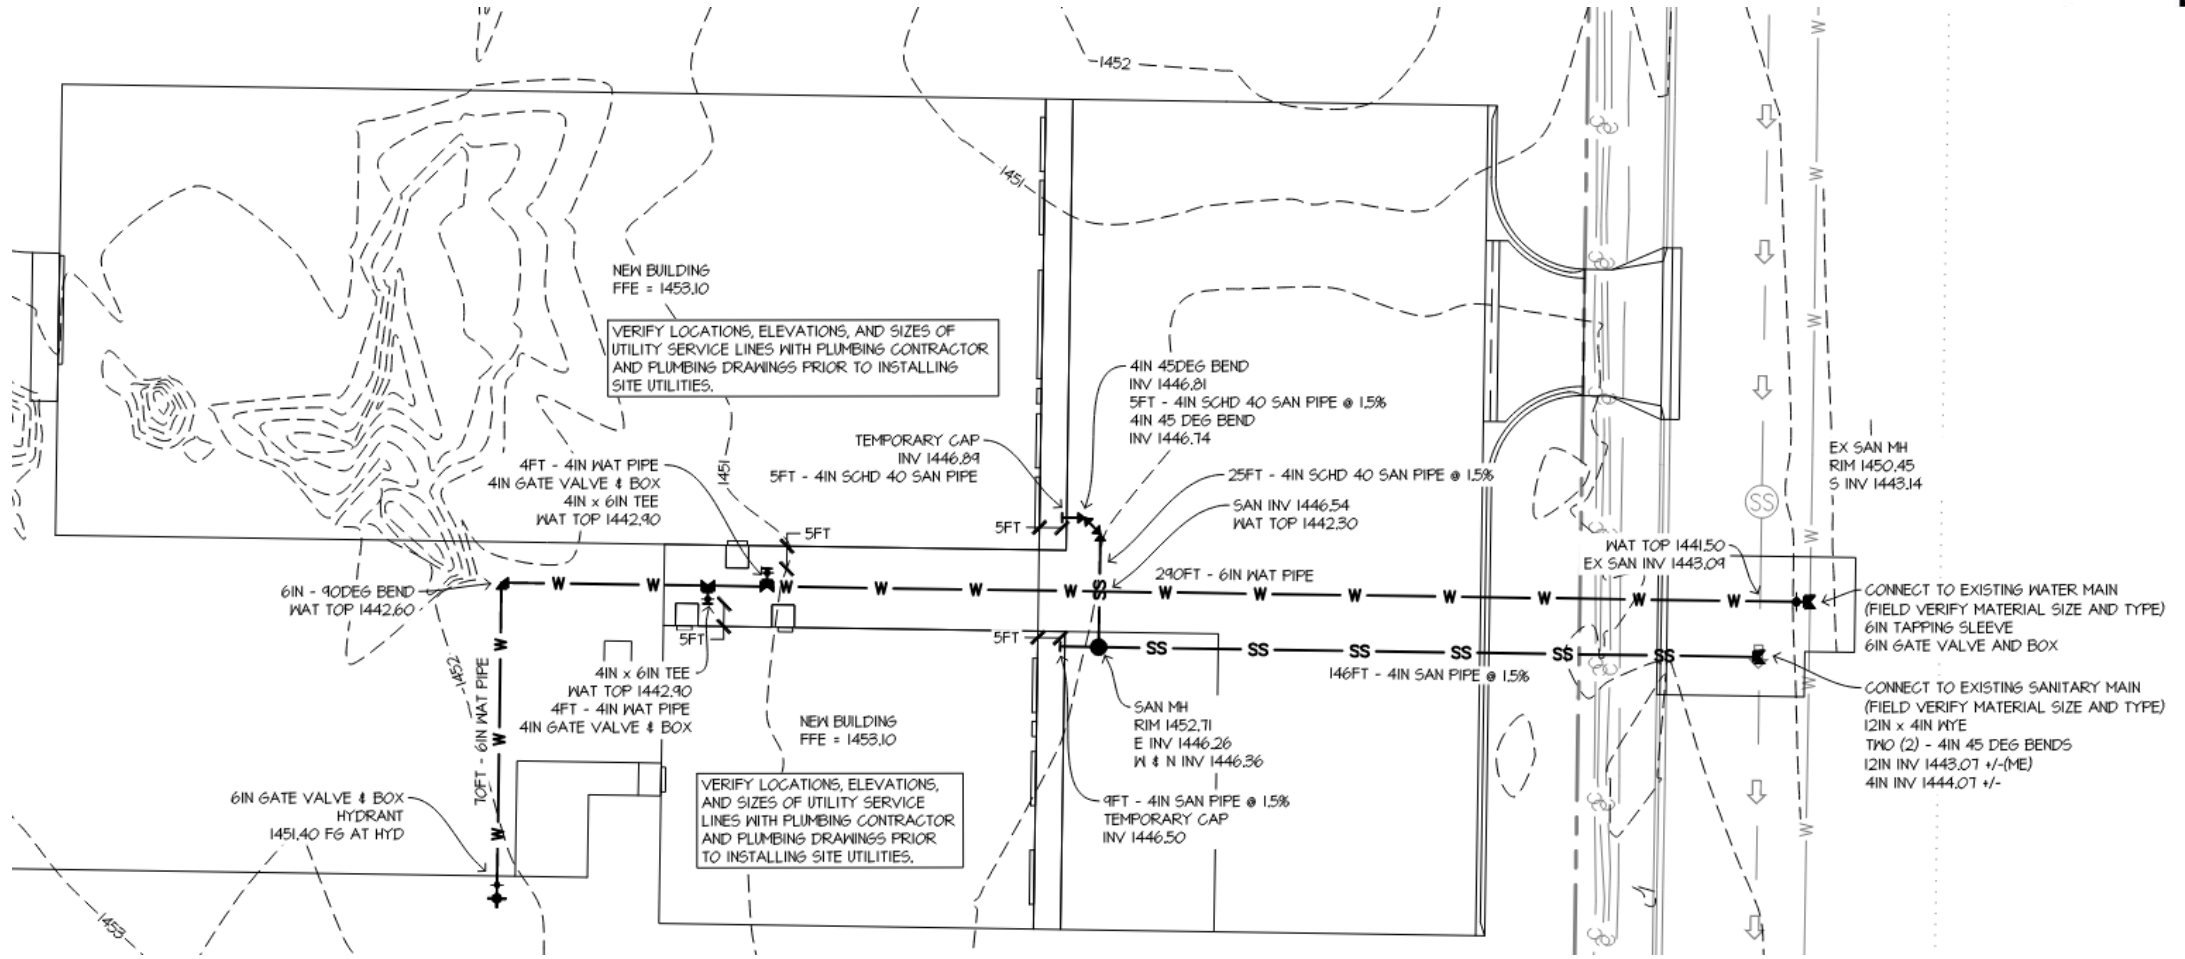 1452
1451
NEW BUILDING
FFE = 1453.10
VERIFY LOCATIONS, ELEVATIONS, AND SIZES OF
UTILITY SERVICE LINES WITH PLUMBING CONTRACTOR
AND PLUMBING DRAWINGS PRIOR TO INSTALLING
SITE UTILITIES.
4IN 45DEG BEND
INV 1446.81
5FT - 4IN SCHD 40 SAN PIPE @ 1.5%
4IN 45 DEG BEND
INV 1446.74
TEMPORARY CAP
INV 1446.89
5FT - 4IN SCHD 40 SAN PIPE
4FT - 4IN WAT PIPE
4IN GATE VALVE & BOX
4IN x 6IN TEE
WAT TOP 1442.90
1451
25FT - 4IN SCHD 40 SAN PIPE @ 1.5%
SAN INV 1446.54
WAT TOP 1442.30
EX SAN MH
RIM 1450.45
S INV 1443.14
SS
5FT
5FT
WAT TOP 1441.50
EX SAN INV 1443.09
6IN - 90DEG BEND
WAT TOP 1442.60
W W W W W W W W W W W W
SS
290FT - 6IN WAT PIPE
CONNECT TO EXISTING WATER MAIN
(FIELD VERIFY MATERIAL SIZE AND TYPE)
6IN TAPPING SLEEVE
6IN GATE VALVE AND BOX
5FT
5FT
SS SS SS SS SS SS
146FT - 4IN SAN PIPE @ 1.5%
1452
70FT - 6IN WAT PIPE
W W W
4IN x 6IN TEE
WAT TOP 1442.90
4FT - 4IN WAT PIPE
4IN GATE VALVE & BOX
CONNECT TO EXISTING SANITARY MAIN
(FIELD VERIFY MATERIAL SIZE AND TYPE)
12IN x 4IN WYE
TWO (2) - 4IN 45 DEG BENDS
12IN INV 1443.07 +/-(ME)
4IN INV 1444.07 +/-
NEW BUILDING
FFE = 1453.10
SAN MH
RIM 1452.71
E INV 1446.26
W & N INV 1446.36
VERIFY LOCATIONS, ELEVATIONS,
AND SIZES OF UTILITY SERVICE
LINES WITH PLUMBING CONTRACTOR
AND PLUMBING DRAWINGS PRIOR
TO INSTALLING SITE UTILITIES.
9FT - 4IN SAN PIPE @ 1.5%
TEMPORARY CAP
INV 1446.50
6IN GATE VALVE & BOX
HYDRANT
1451.40 FG AT HYD
1453
W W W W W W